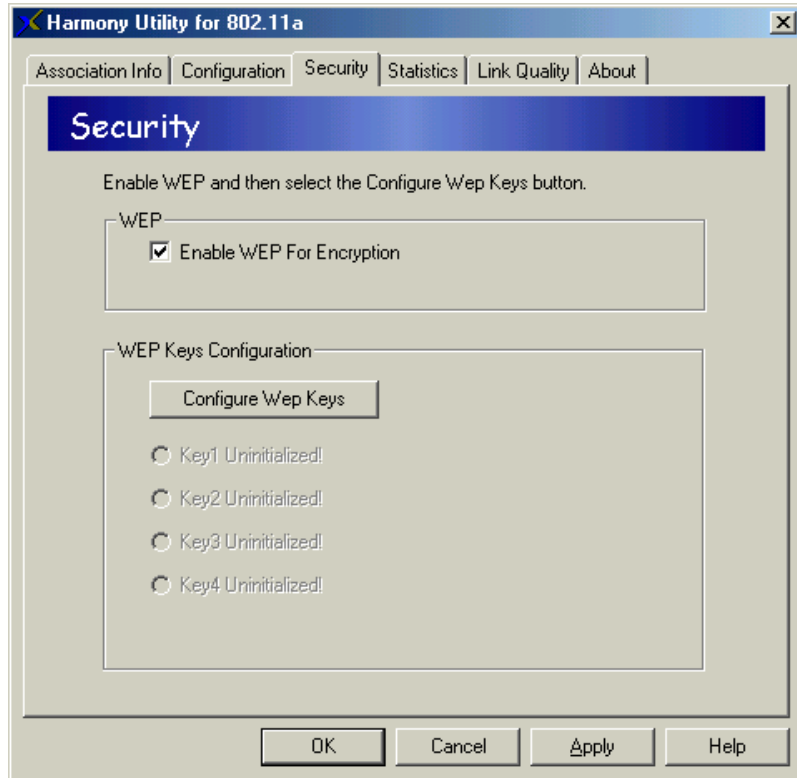 Harmony Utility for 802.11a
Association Info Configuration Security Statistics Link Quality About
Security
Enable WEP and then select the Configure Wep Keys button.
WEP
Enable WEP For Encryption
WEP Keys Configuration
Configure Wep Keys
Key1 Uninitialized!
Key2 Uninitialized!
Key3 Uninitialized!
Key4 Uninitialized!
OK Cancel Apply Help